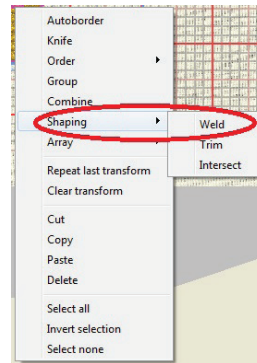 Autoborder
Knife
Order
Group
Combine
Shaping
Weld
Array
Trim
Intersect
Repeat last transform
Clear transform
Cut
Copy
Paste
Delete
Select all
Invert selection
Select none